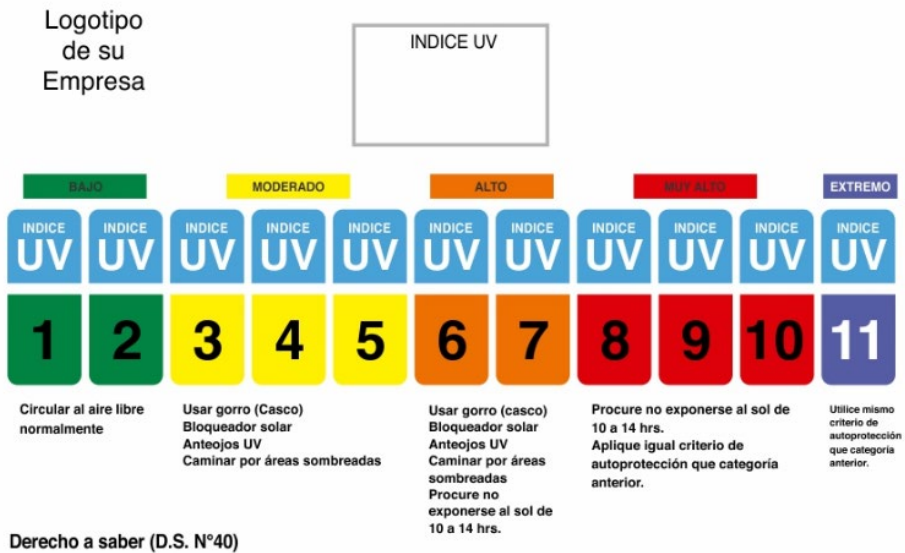 Logotipo
de su
Empresa
INDICE UV
BAJO
MODERADO
ALTO
MUY ALTO
EXTREMO
INDICE
UV
INDICE
UV
INDICE
UV
INDICE
UV
INDICE
UV
INDICE
UV
INDICE
UV
INDICE
UV
INDICE
UV
INDICE
UV
INDICE
UV
1
2
3
4
5
6
7
8
9
10
11
Circular al aire libre
normalmente
Usar gorro (Casco)
Bloqueador solar
Anteojos UV
Caminar por áreas sombreadas
Usar gorro (casco)
Bloqueador solar
Anteojos UV
Caminar por áreas
sombreadas
Procure no
exponerse al sol de
10 a 14 hrs.
Procure no exponerse al sol de
10 a 14 hrs.
Aplique igual criterio de
autoprotección que categoría
anterior.
Utilice mismo
criterio de
autoprotección
que categoría
anterior.
Derecho a saber (D.S. N°40)